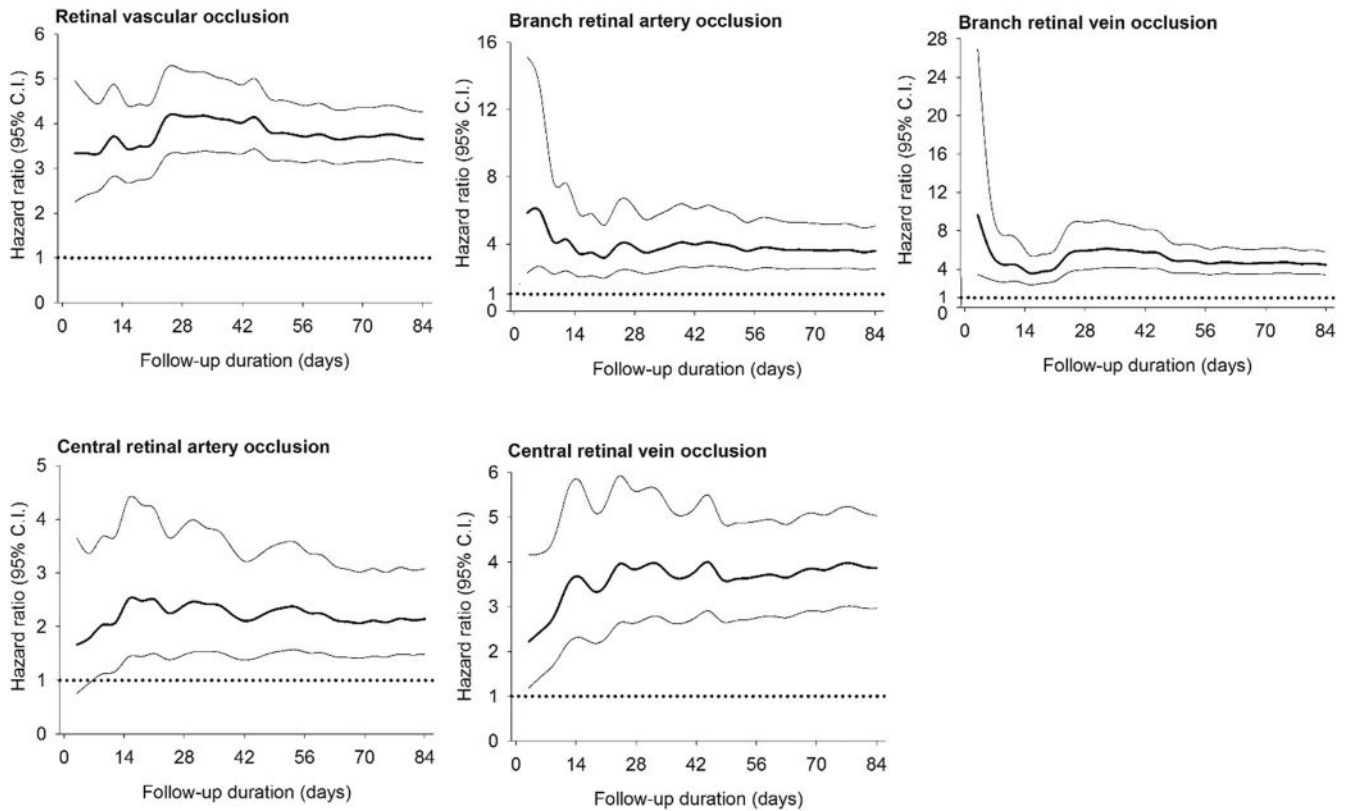 Retinal vascular occlusion
Hazard ratio (95% C.I.)
6
5
4
3
2
1
0
0 14 28 42 56 70 84
Follow-up duration (days)
Branch retinal artery occlusion
Hazard ratio (95% C.I.)
16
12
8
4
1
0
0 14 28 42 56 70 84
Follow-up duration (days)
Branch retinal vein occlusion
Hazard ratio (95% C.I.)
28
24
20
16
12
8
4
1
0
0 14 28 42 56 70 84
Follow-up duration (days)
Central retinal artery occlusion
Hazard ratio (95% C.I.)
5
4
3
2
1
0
0 14 28 42 56 70 84
Follow-up duration (days)
Central retinal vein occlusion
Hazard ratio (95% C.I.)
6
5
4
3
2
1
0
0 14 28 42 56 70 84
Follow-up duration (days)